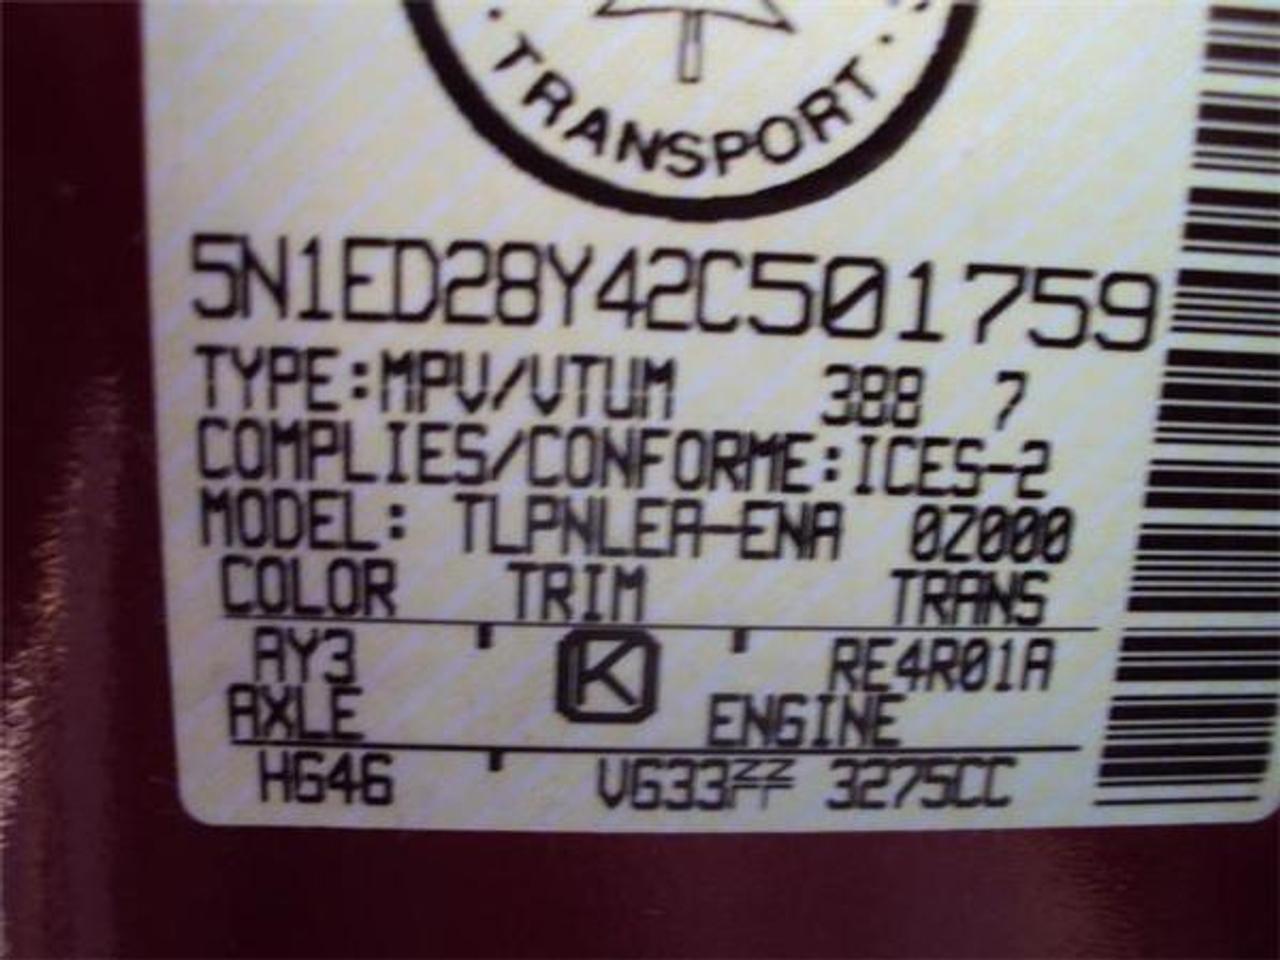 · TRANSPORT ·
5N1ED28Y42C501759
TYPE:MPV/VTUM 388 7
COMPLIES/CONFORME:ICES-2
MODEL: TLPNLEA-ENA 0Z000
COLOR TRIM TRANS
AY3 K RE4R01A
AXLE ENGINE
HG46 VG33 3275CC